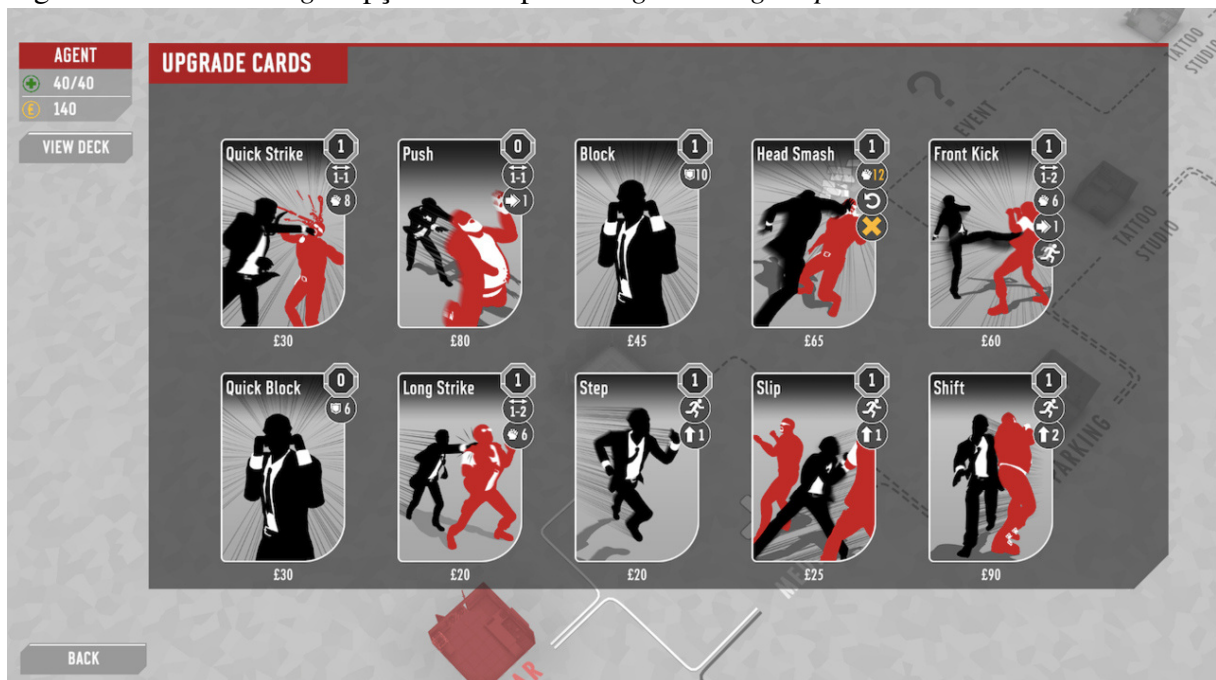 AGENT
40/40
140
VIEW DECK
UPGRADE CARDS
Quick Strike 1
1-1
8
£30
Push 0
1-1
1
£80
Block 1
10
£45
Head Smash 1
12
£65
Front Kick 1
1-2
6
1
£60
Quick Block 0
6
£30
Long Strike 1
1-2
6
£20
Step 1
1
£20
Slip 1
1
£25
Shift 1
2
£90
? EVENT
TATTOO
STUDIO
TATTOO
STUDIO
PARKING
BACK